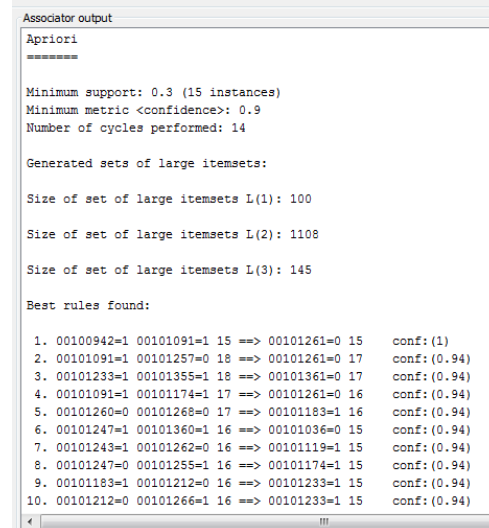 Associator output
Apriori
=======
Minimum support: 0.3 (15 instances)
Minimum metric <confidence>: 0.9
Number of cycles performed: 14
Generated sets of large itemsets:
Size of set of large itemsets L(1): 100
Size of set of large itemsets L(2): 1108
Size of set of large itemsets L(3): 145
Best rules found:
1. 00100942=1 00101091=1 15 ==> 00101261=0 15 conf:(1)
2. 00101091=1 00101257=0 18 ==> 00101261=0 17 conf:(0.94)
3. 00101233=1 00101355=1 18 ==> 00101361=0 17 conf:(0.94)
4. 00101091=1 00101174=1 17 ==> 00101261=0 16 conf:(0.94)
5. 00101260=0 00101268=0 17 ==> 00101183=1 16 conf:(0.94)
6. 00101247=1 00101360=1 16 ==> 00101036=0 15 conf:(0.94)
7. 00101243=1 00101262=0 16 ==> 00101119=1 15 conf:(0.94)
8. 00101247=0 00101255=1 16 ==> 00101174=1 15 conf:(0.94)
9. 00101183=1 00101212=0 16 ==> 00101233=1 15 conf:(0.94)
10. 00101212=0 00101266=1 16 ==> 00101233=1 15 conf:(0.94)